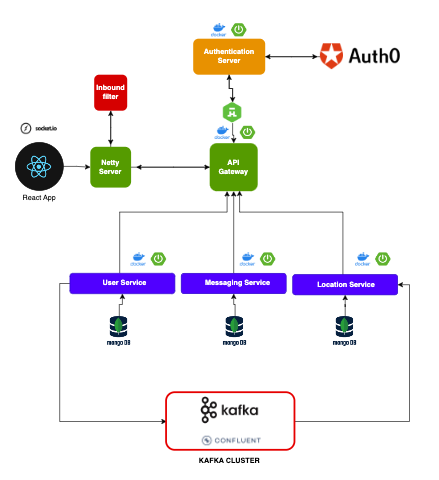 docker
Authentication
Server
Auth0
Inbound
filter
socket.io
docker
Netty
Server
API
Gateway
React App
docker
docker
docker
User Service
Messaging Service
Location Service
mongo DB
mongo DB
mongo DB
kafka
CONFLUENT
KAFKA CLUSTER